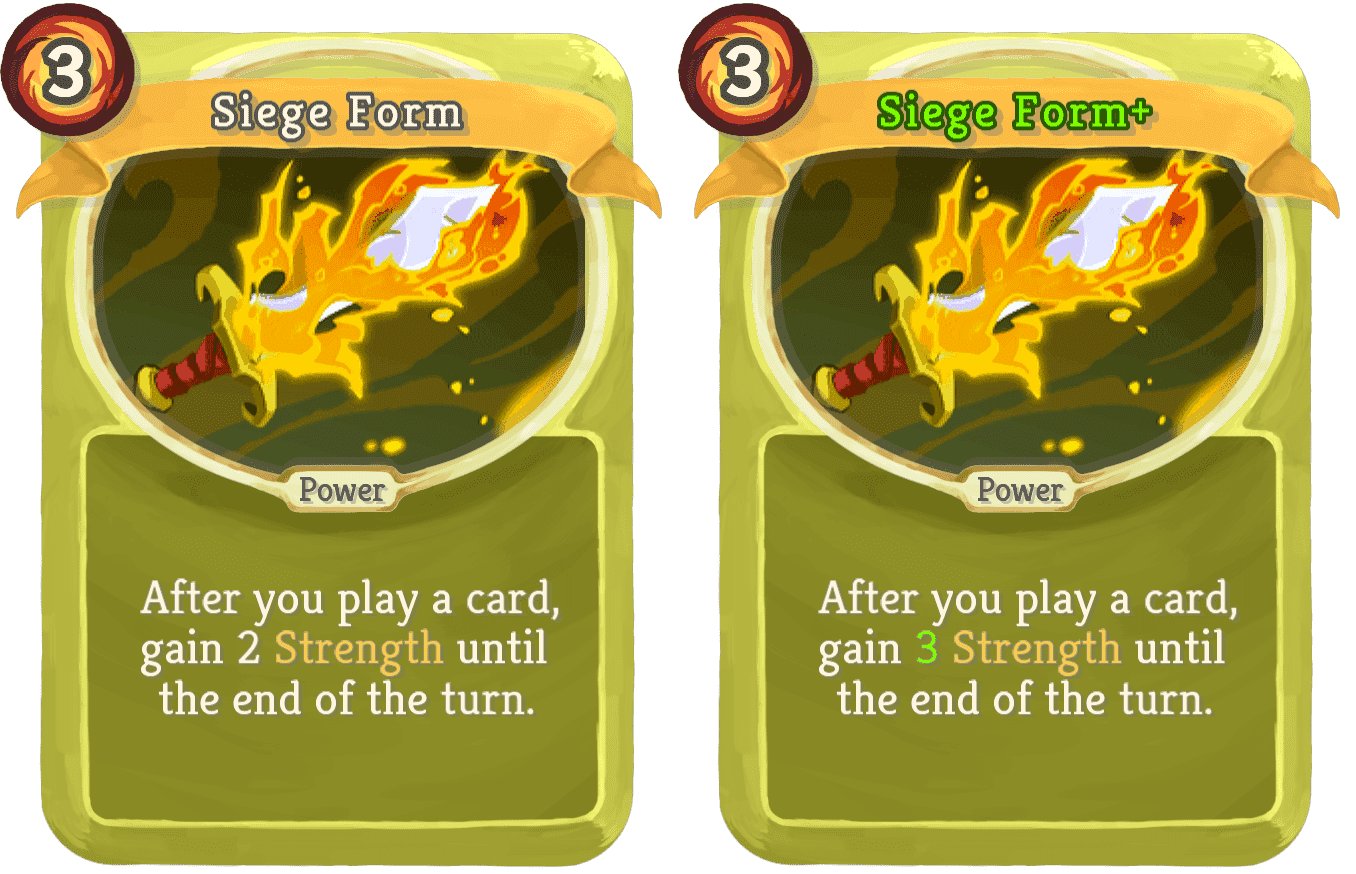 3
Siege Form
Power
After you play a card,
gain 2 Strength until
the end of the turn.
3
Siege Form+
Power
After you play a card,
gain 3 Strength until
the end of the turn.